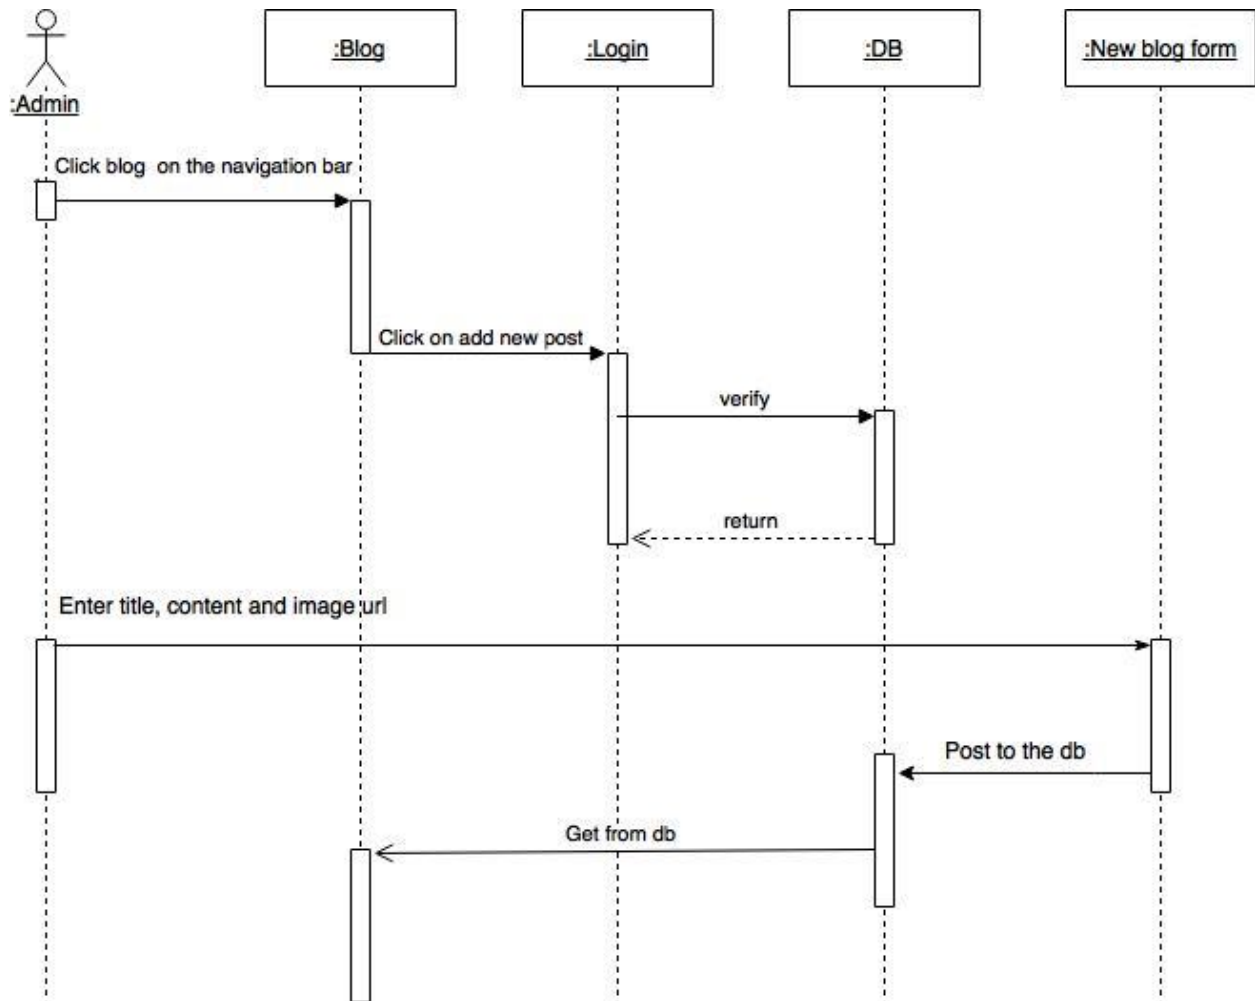 :Admin
:Blog
:Login
:DB
:New blog form
Click blog on the navigation bar
Click on add new post
verify
return
Enter title, content and image url
Post to the db
Get from db